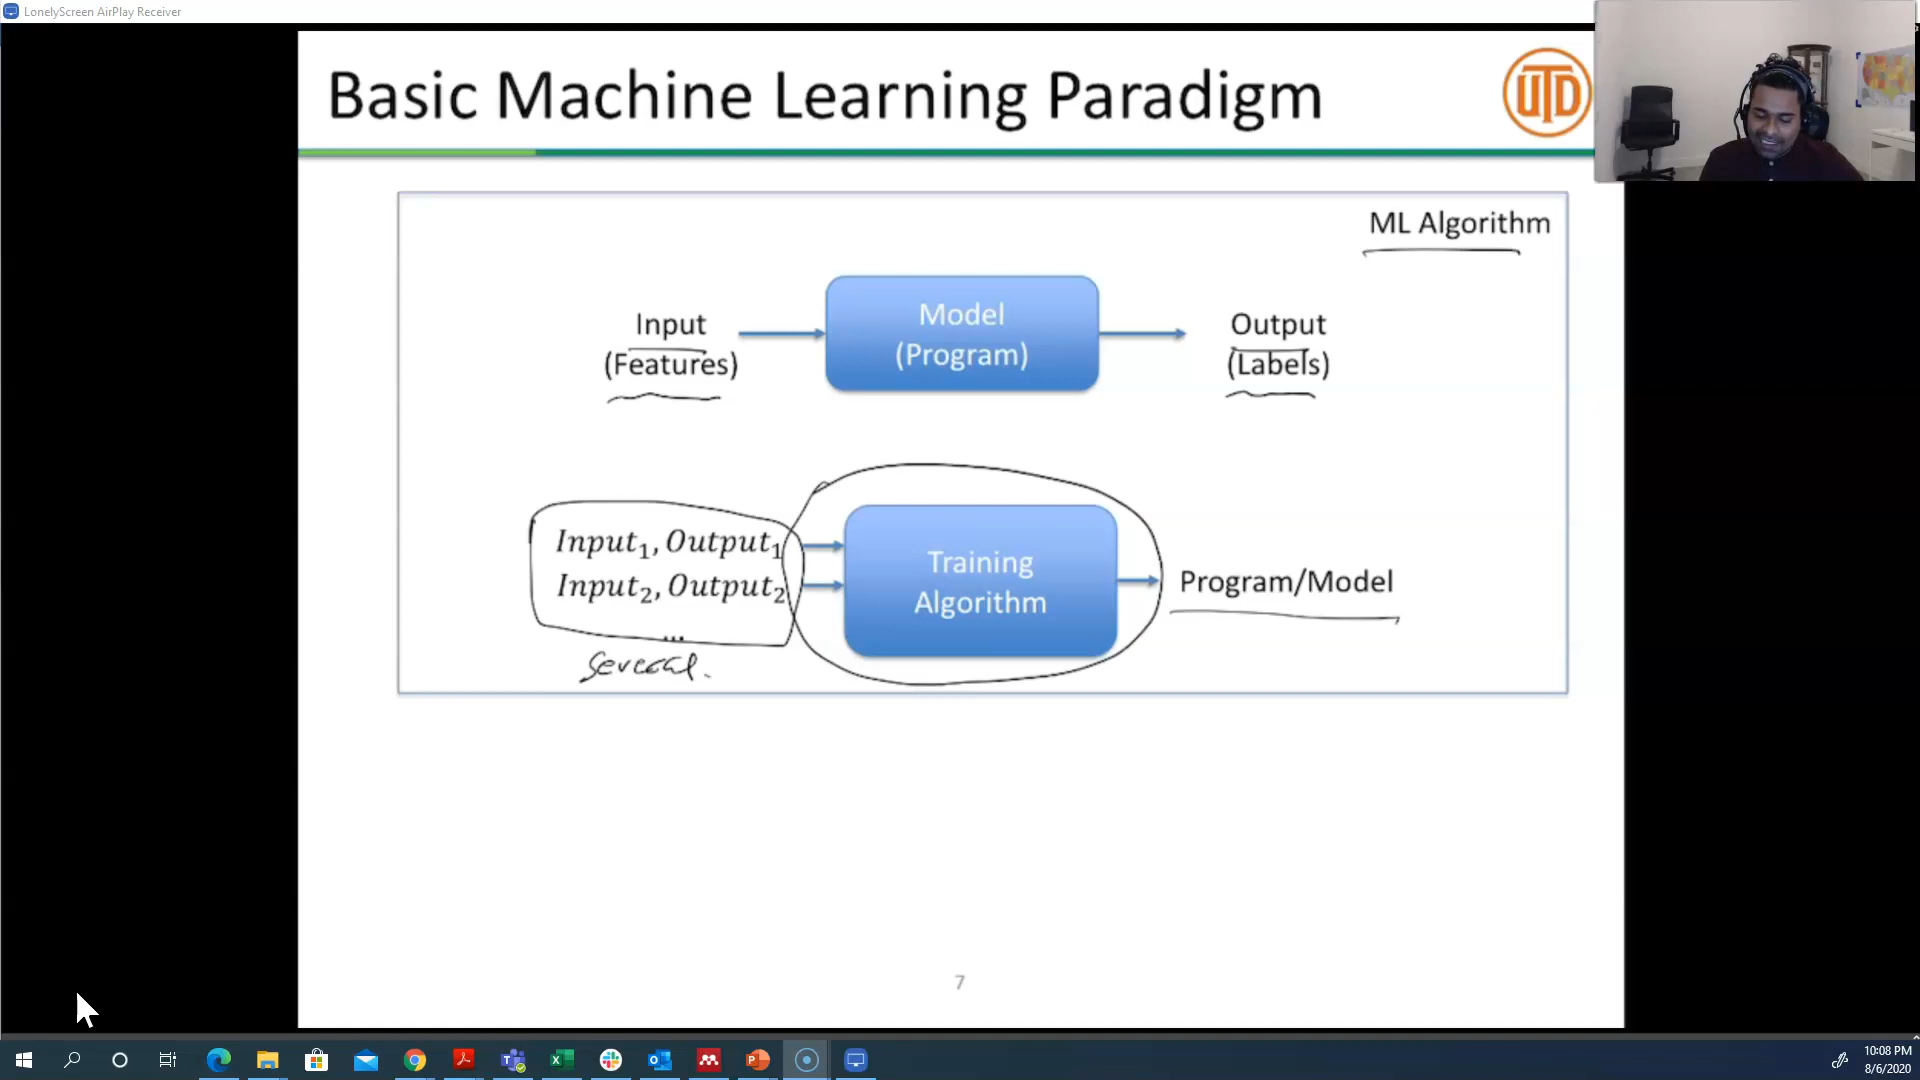 LonelyScreen AirPlay Receiver
Basic Machine Learning Paradigm
UTD
ML Algorithm
Input
(Features)
Model
(Program)
Output
(Labels)
Input₁, Output₁
Input₂, Output₂
...
Several.
Training
Algorithm
Program/Model
7
10:08 PM
8/6/2020